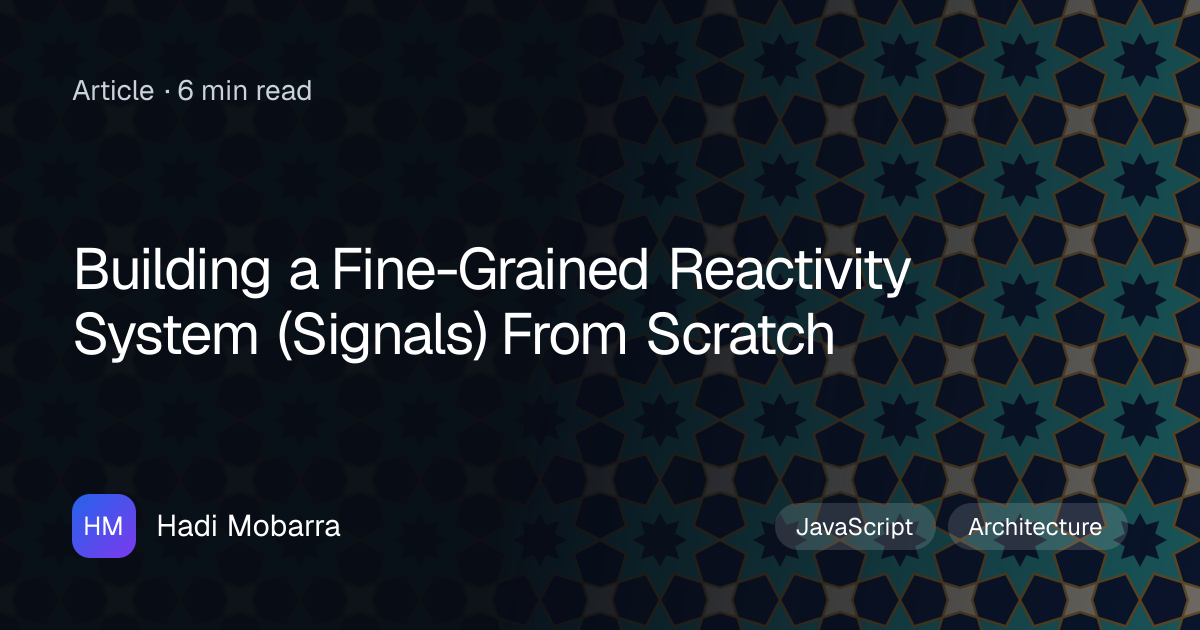 Article · 6 min read
Building a Fine-Grained Reactivity
System (Signals) From Scratch
HM
Hadi Mobarra
JavaScript
Architecture